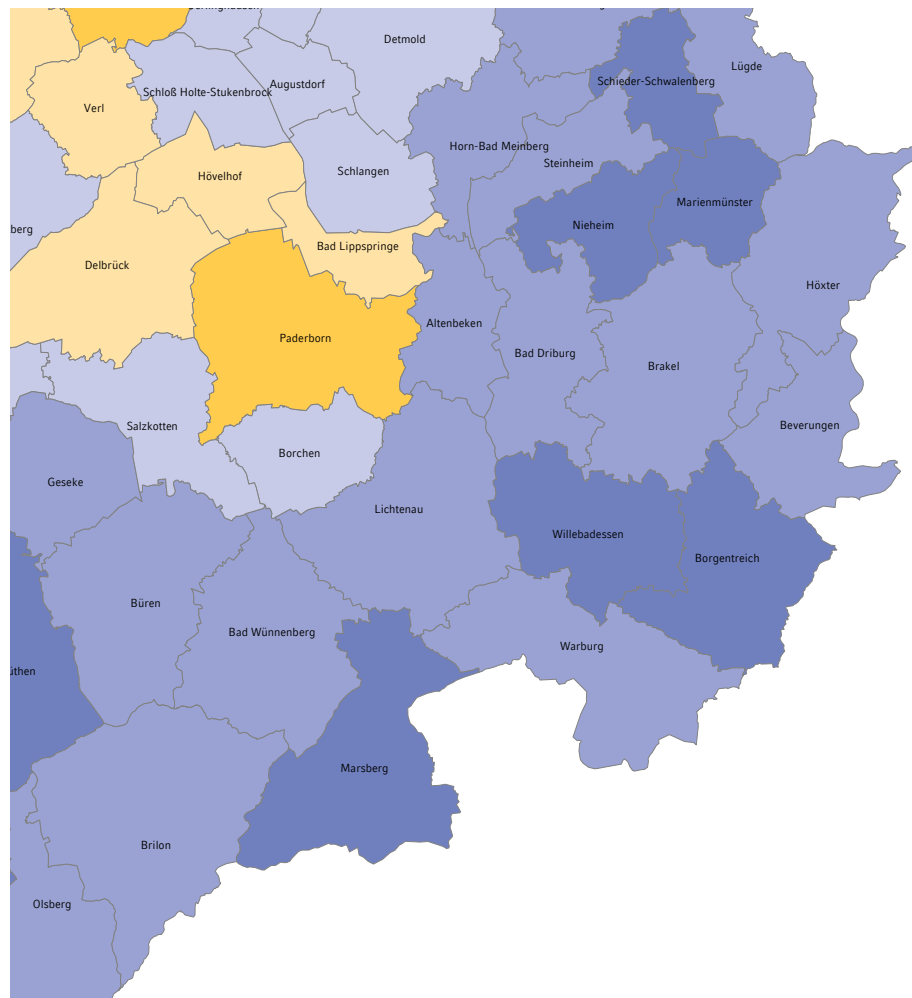 Detmold
Lügde
Schieder-Schwalenberg
Augustdorf
Schloß Holte-Stukenbrock
Verl
Horn-Bad Meinberg
Steinheim
Schlangen
Hövelhof
Marienmünster
Nieheim
berg
Bad Lippspringe
Delbrück
Höxter
Altenbeken
Paderborn
Bad Driburg
Brakel
Salzkotten
Beverungen
Borchen
Geseke
Lichtenau
Willebadessen
Borgentreich
Büren
Bad Wünnenberg
Warburg
üthen
Marsberg
Brilon
Olsberg